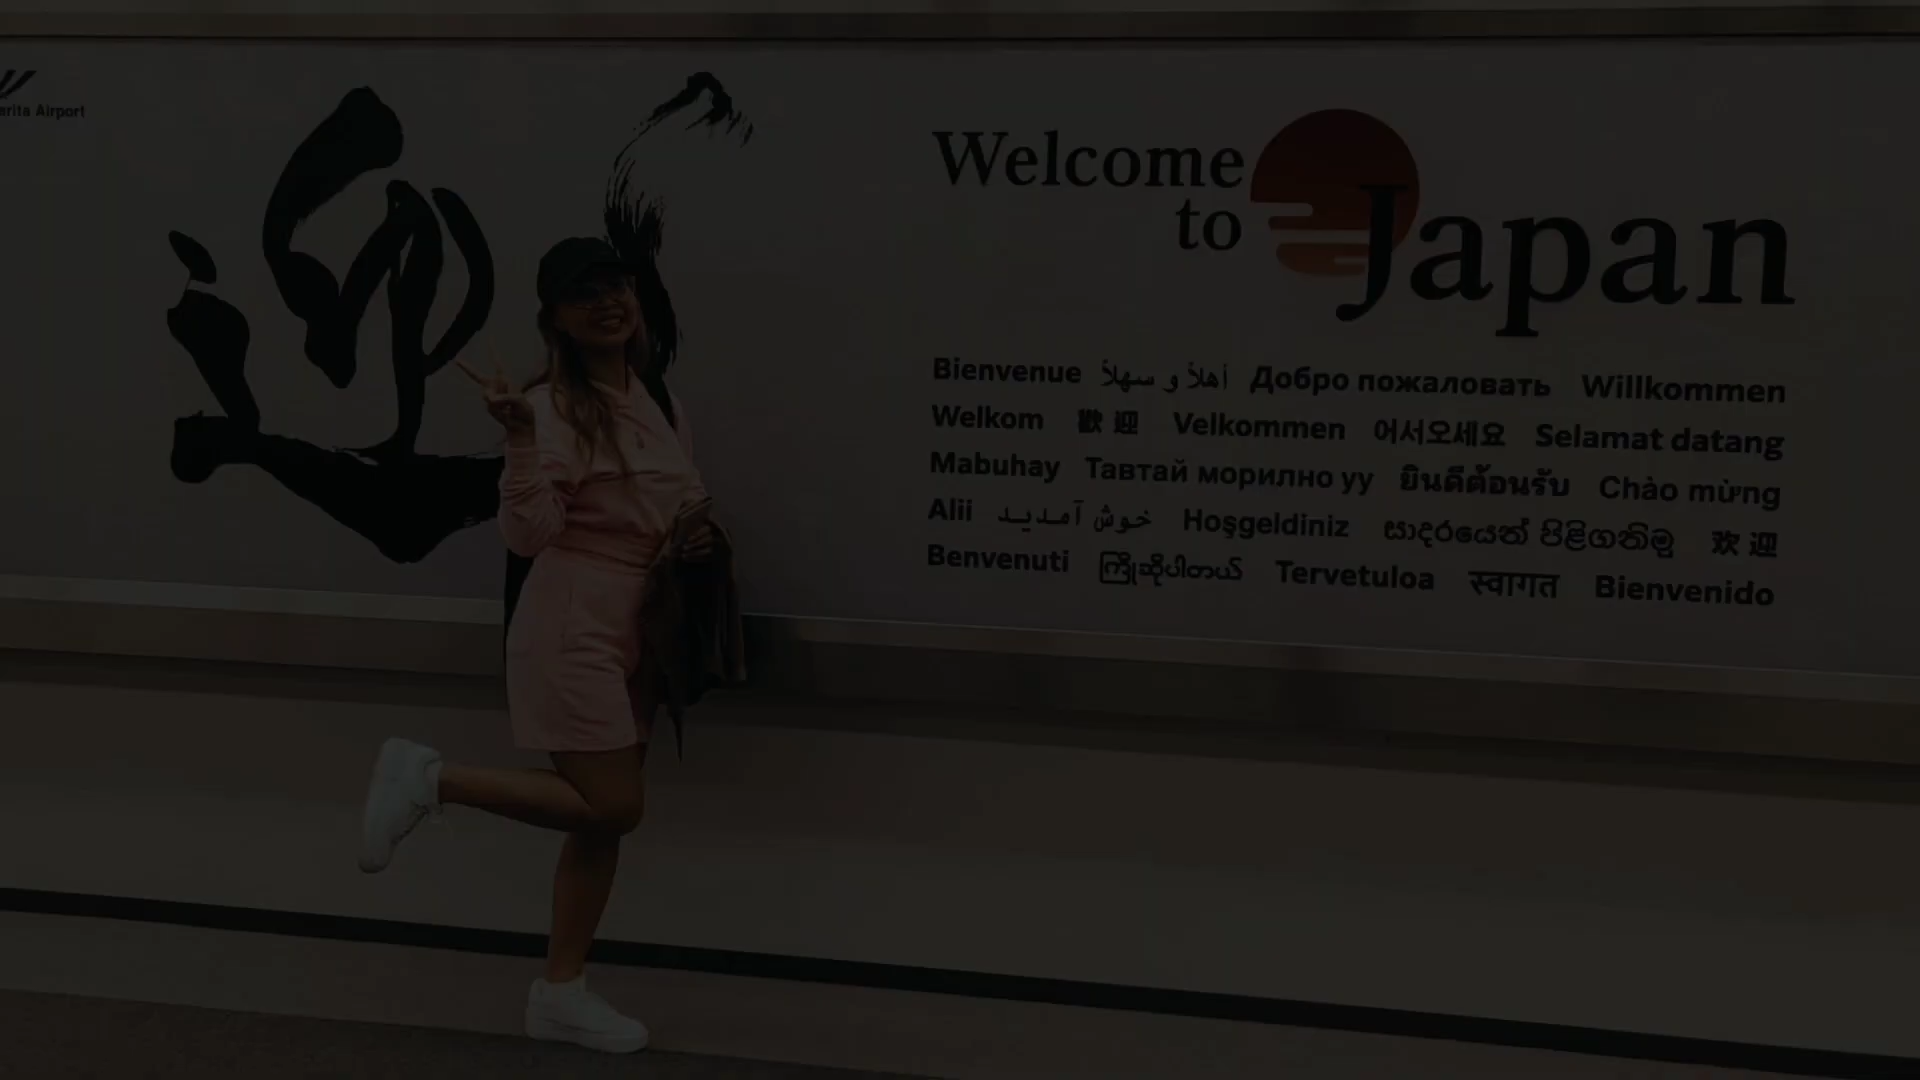 arita Airport
迎
Welcome
to Japan
Bienvenue أهلاً و سهلاً Добро пожаловать Willkommen
Welkom 歡迎 Velkommen 어서오세요 Selamat datang
Mabuhay Тавтай морилно уу ยินดีต้อนรับ Chào mừng
Alii خوش آمدید Hoşgeldiniz සාදරයෙන් පිළිගනිමු 欢迎
Benvenuti ကြိုဆိုပါတယ် Tervetuloa स्वागत Bienvenido